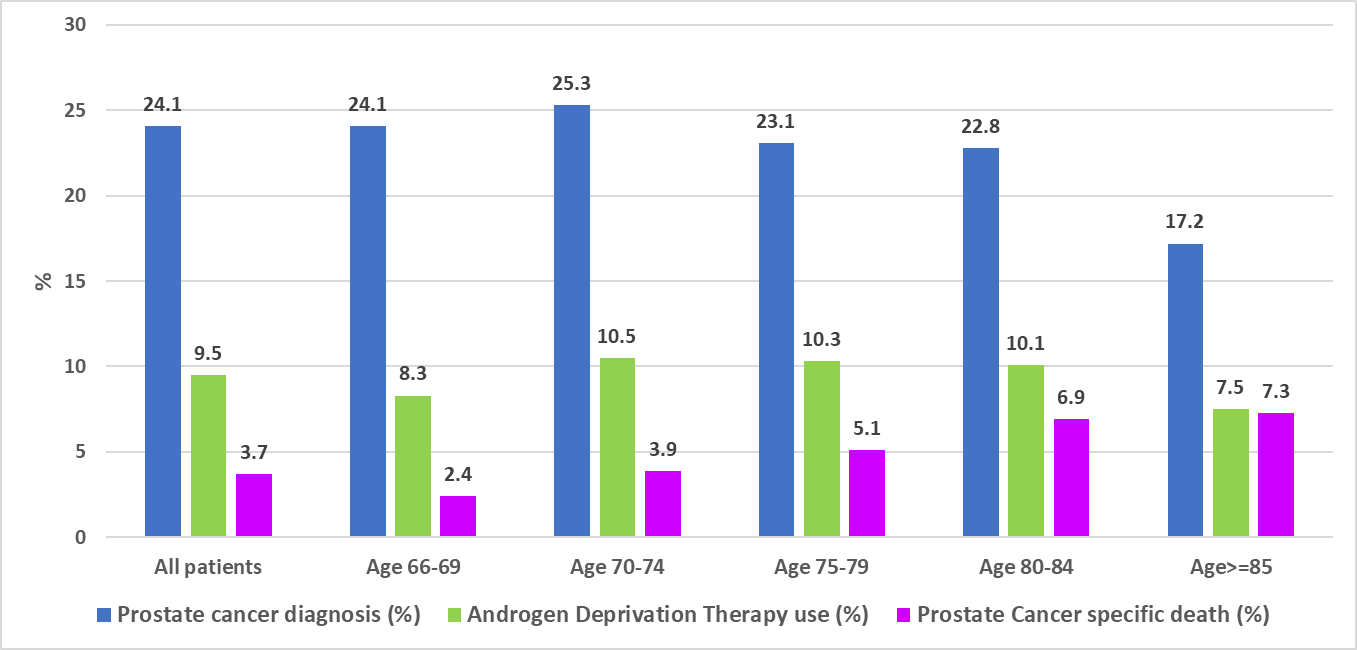 30
25
20
15
10
5
0
%
24.1
9.5
3.7
24.1
8.3
2.4
25.3
10.5
3.9
23.1
10.3
5.1
22.8
10.1
6.9
17.2
7.5
7.3
All patients
Age 66-69
Age 70-74
Age 75-79
Age 80-84
Age>=85
Prostate cancer diagnosis (%)
Androgen Deprivation Therapy use (%)
Prostate Cancer specific death (%)